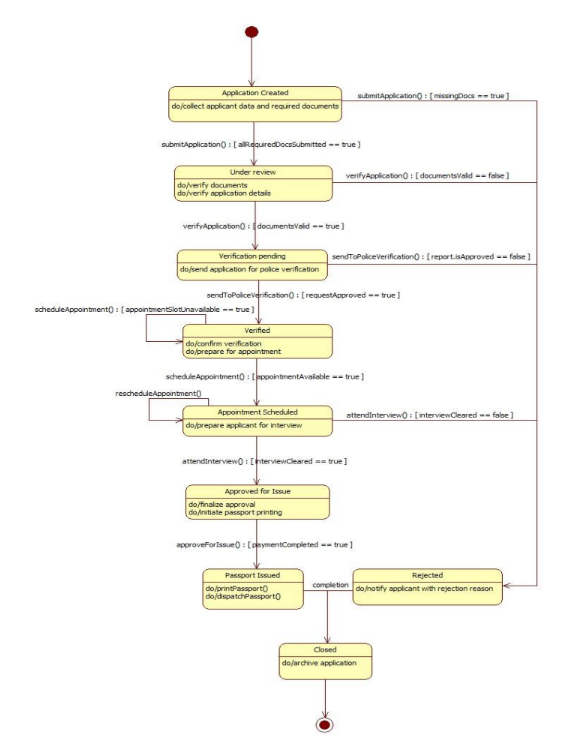 Application Created
do/collect applicant data and required documents
submitApplication() : [ missingDocs == true ]
submitApplication() : [ allRequiredDocsSubmitted == true ]
Under review
do/verify documents
do/verify application details
verifyApplication() : [ documentsValid == false ]
verifyApplication() : [ documentsValid == true ]
Verification pending
do/send application for police verification
sendToPoliceVerification() : [ report.isApproved == false ]
sendToPoliceVerification() : [ requestApproved == true ]
scheduleAppointment() : [ appointmentSlotUnavailable == true ]
Verified
do/confirm verification
do/prepare for appointment
scheduleAppointment() : [ appointmentAvailable == true ]
rescheduleAppointment()
Appointment Scheduled
do/prepare applicant for interview
attendInterview() : [ interviewCleared == false ]
attendInterview() : [ interviewCleared == true ]
Approved for Issue
do/finalize approval
do/initiate passport printing
approveForIssue() : [ paymentCompleted == true ]
Passport Issued
do/printPassport()
do/dispatchPassport()
completion
Rejected
do/notify applicant with rejection reason
Closed
do/archive application